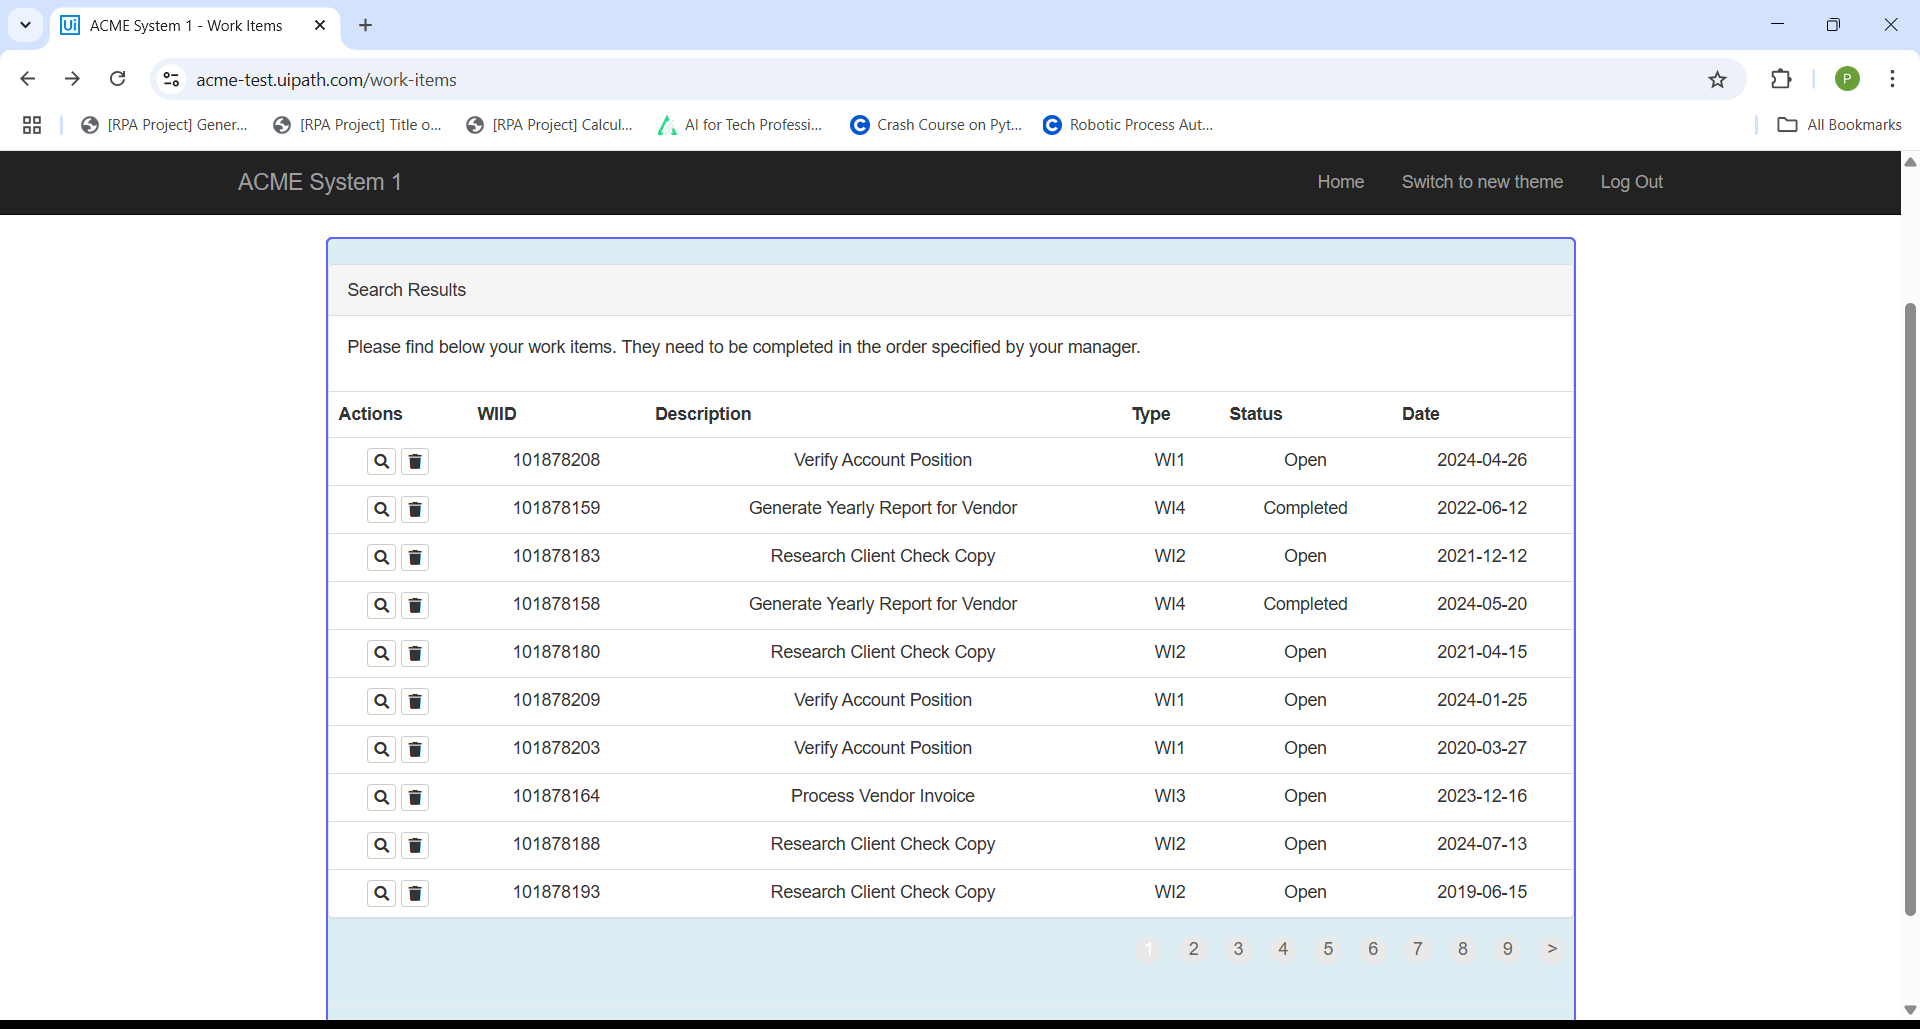 ACME System 1 - Work Items
acme-test.uipath.com/work-items
P
[RPA Project] Gener...
[RPA Project] Title o...
[RPA Project] Calcul...
AI for Tech Professi...
Crash Course on Pyt...
Robotic Process Aut...
All Bookmarks
ACME System 1
Home
Switch to new theme
Log Out
Search Results
Please find below your work items. They need to be completed in the order specified by your manager.
Actions WIID Description Type Status Date
101878208 Verify Account Position WI1 Open 2024-04-26
101878159 Generate Yearly Report for Vendor WI4 Completed 2022-06-12
101878183 Research Client Check Copy WI2 Open 2021-12-12
101878158 Generate Yearly Report for Vendor WI4 Completed 2024-05-20
101878180 Research Client Check Copy WI2 Open 2021-04-15
101878209 Verify Account Position WI1 Open 2024-01-25
101878203 Verify Account Position WI1 Open 2020-03-27
101878164 Process Vendor Invoice WI3 Open 2023-12-16
101878188 Research Client Check Copy WI2 Open 2024-07-13
101878193 Research Client Check Copy WI2 Open 2019-06-15
1 2 3 4 5 6 7 8 9 >